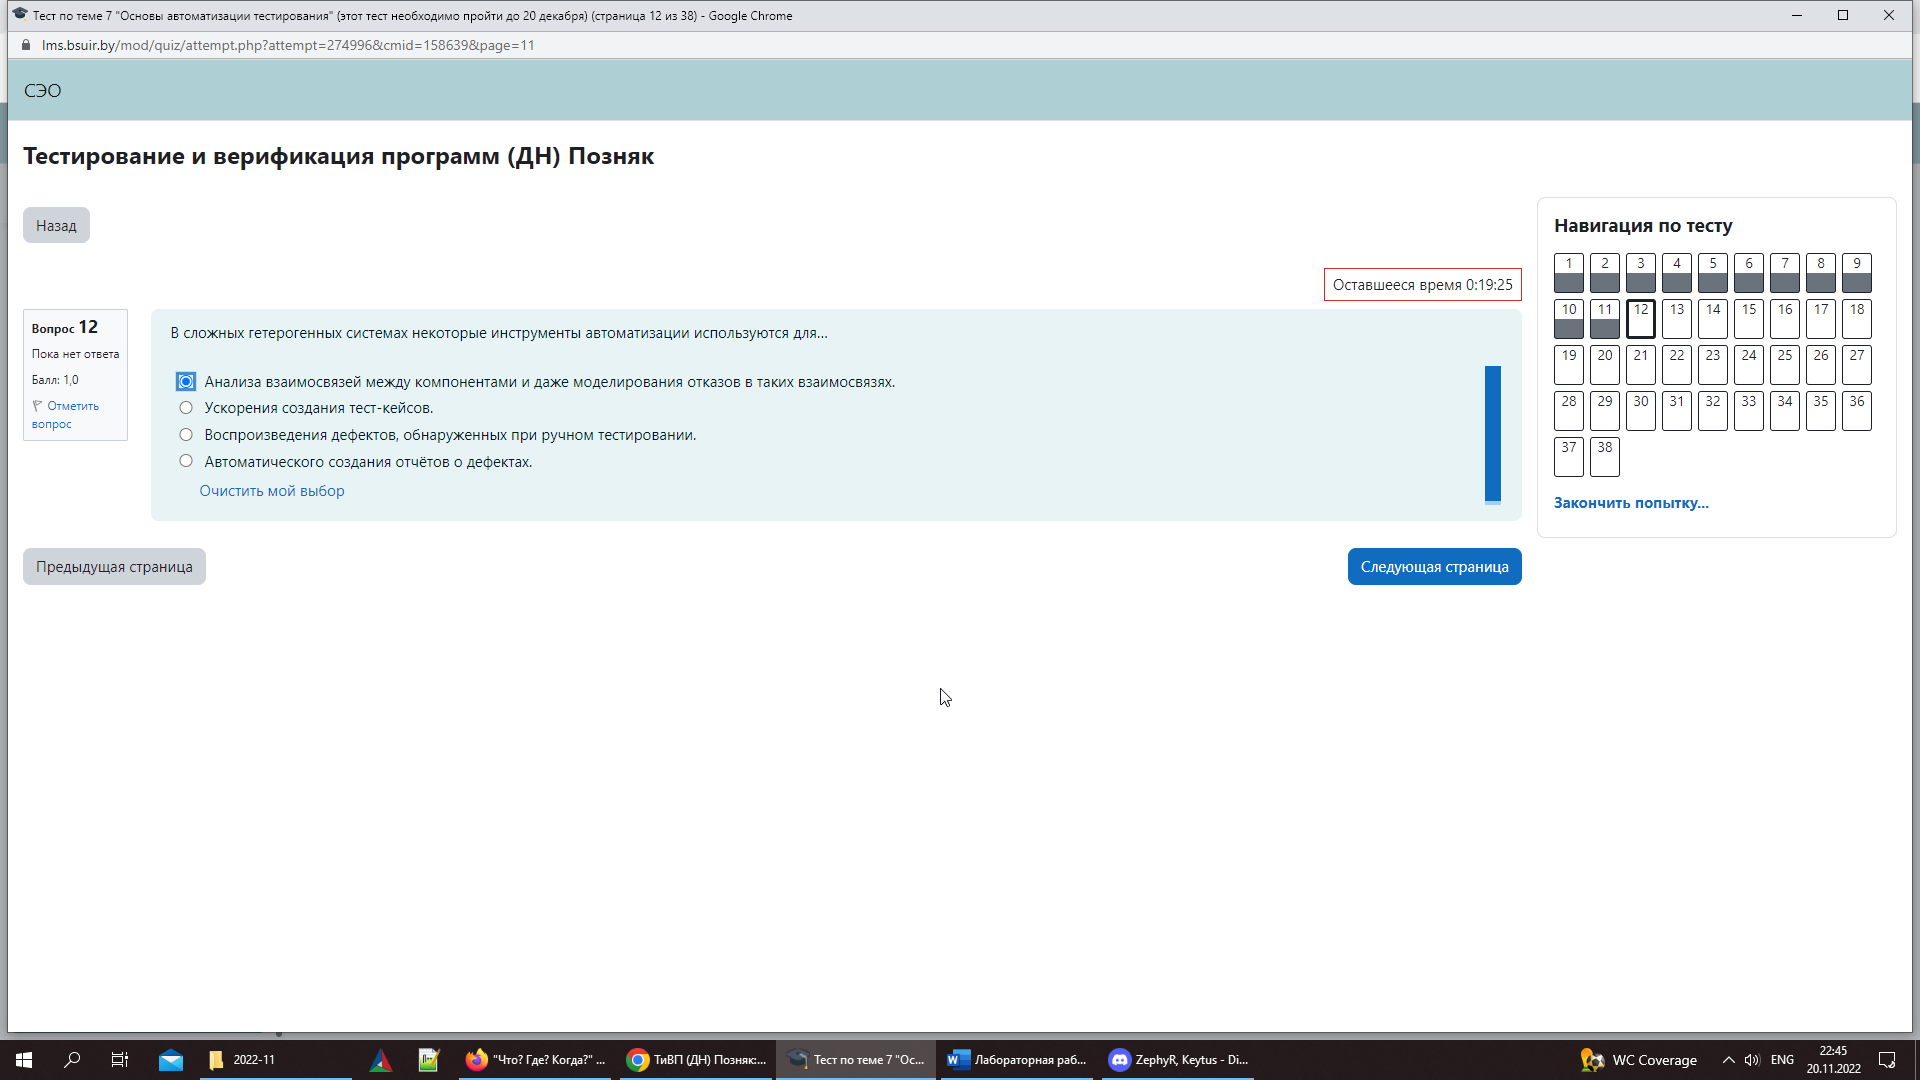 Тест по теме 7 "Основы автоматизации тестирования" (этот тест необходимо пройти до 20 декабря) (страница 12 из 38) - Google Chrome
lms.bsuir.by/mod/quiz/attempt.php?attempt=274996&cmid=158639&page=11
СЭО
Тестирование и верификация программ (ДН) Позняк
Назад
Оставшееся время 0:19:25
Вопрос 12
Пока нет ответа
Балл: 1,0
Отметить
вопрос
В сложных гетерогенных системах некоторые инструменты автоматизации используются для...
Анализа взаимосвязей между компонентами и даже моделирования отказов в таких взаимосвязях.
Ускорения создания тест-кейсов.
Воспроизведения дефектов, обнаруженных при ручном тестировании.
Автоматического создания отчётов о дефектах.
Очистить мой выбор
Предыдущая страница
Следующая страница
Навигация по тесту
1 2 3 4 5 6 7 8 9
10 11 12 13 14 15 16 17 18
19 20 21 22 23 24 25 26 27
28 29 30 31 32 33 34 35 36
37 38
Закончить попытку...
2022-11
"Что? Где? Когда?" ...
ТиВП (ДН) Позняк:...
Тест по теме 7 "Ос...
Лабораторная раб...
ZephyR, Keytus - Di...
WC Coverage
ENG
22:45
20.11.2022